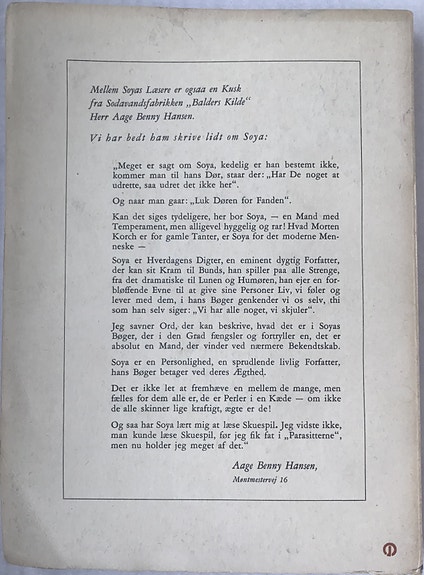 Mellem Soyas Læsere er ogsaa en Kusk
fra Sodavandsfabrikken „Balders Kilde"
Herr Aage Benny Hansen.
Vi har bedt ham skrive lidt om Soya:
„Meget er sagt om Soya, kedelig er han bestemt ikke,
kommer man til hans Dør, staar der: „Har De noget at
udrette, saa udret det ikke her".
Og naar man gaar: „Luk Døren for Fanden".
Kan det siges tydeligere, her bor Soya, — en Mand med
Temperament, men alligevel hyggelig og rar! Hvad Morten
Korch er for gamle Tanter, er Soya for det moderne Men-
neske —
Soya er Hverdagens Digter, en eminent dygtig Forfatter,
der kan sit Kram til Bunds, han spiller paa alle Strenge,
fra det dramatiske til Lunen og Humøren, han ejer en for-
bløffende Evne til at give sine Personer Liv, vi føler og
lever med dem, i hans Bøger genkender vi os selv, thi
som han selv siger: „Vi har alle noget, vi skjuler".
Jeg savner Ord, der kan beskrive, hvad det er i Soyas
Bøger, der i den Grad fængsler og fortryller en, det er
absolut en Mand, der vinder ved nærmere Bekendtskab.
Soya er en Personlighed, en sprudlende livlig Forfatter,
hans Bøger betager ved deres Ægthed.
Det er ikke let at fremhæve en mellem de mange, men
fælles for dem alle er, de er Perler i en Kæde — om ikke
de alle skinner lige kraftigt, ægte er de!
Og saa har Soya lært mig at læse Skuespil. Jeg vidste ikke,
man kunde læse Skuespil, før jeg fik fat i „Parasitterne",
men nu holder jeg meget af det."
Aage Benny Hansen,
Møntmestervej 16